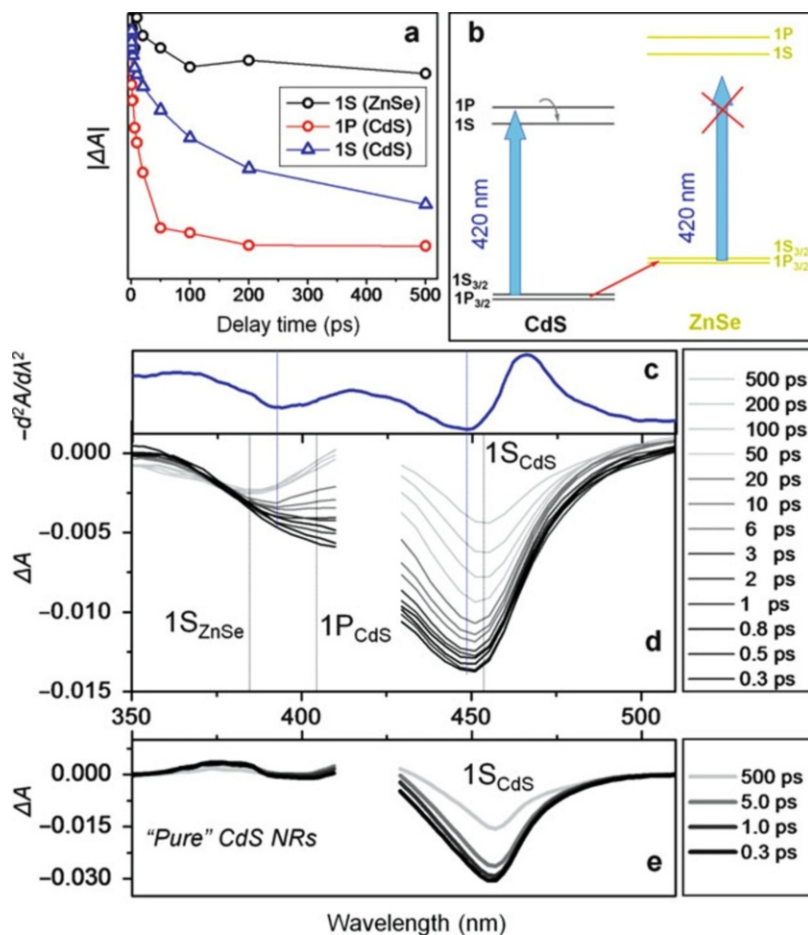 a
1S (ZnSe)
1P (CdS)
1S (CdS)
|ΔA|
0 100 200 300 400 500
Delay time (ps)
b
1P
1S
1P
1S
420 nm
420 nm
1S3/2
1P3/2
1S3/2
1P3/2
CdS
ZnSe
c
−d²A/dλ²
0.000
−0.005
−0.010
−0.015
ΔA
1S_CdS
1S_ZnSe
1P_CdS
d
350 400 450 500
500 ps
200 ps
100 ps
50 ps
20 ps
10 ps
6 ps
3 ps
2 ps
1 ps
0.8 ps
0.5 ps
0.3 ps
0.000
−0.015
−0.030
ΔA
1S_CdS
"Pure" CdS NRs
e
500 ps
5.0 ps
1.0 ps
0.3 ps
Wavelength (nm)